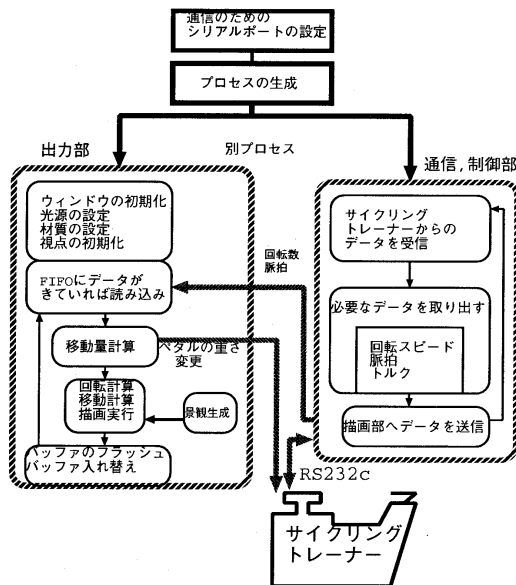 通信のための
シリアルポートの設定
プロセスの生成
出力部
別プロセス
通信,制御部
ウィンドウの初期化
光源の設定
材質の設定
視点の初期化
FIFOにデータが
きていれば読み込み
移動量計算
回転計算
移動計算
描画実行
景観生成
バッファのフラッシュ
バッファ入れ替え
回転数
脈拍
ペダルの重さ
変更
サイクリング
トレーナーからの
データを受信
必要なデータを取り出す
回転スピード
脈拍
トルク
描画部へデータを送信
RS232c
サイクリング
トレーナー